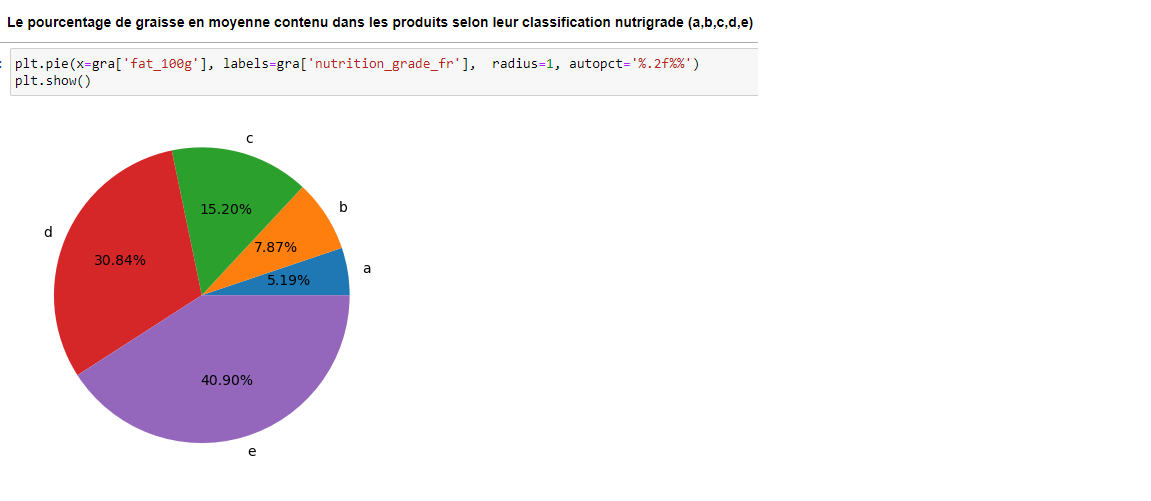 Le pourcentage de graisse en moyenne contenu dans les produits selon leur classification nutrigrade (a,b,c,d,e)
: plt.pie(x=gra['fat_100g'], labels=gra['nutrition_grade_fr'],  radius=1, autopct='%.2f%%')
plt.show()
c
15.20%
b
7.87%
d
30.84%
a
5.19%
40.90%
e